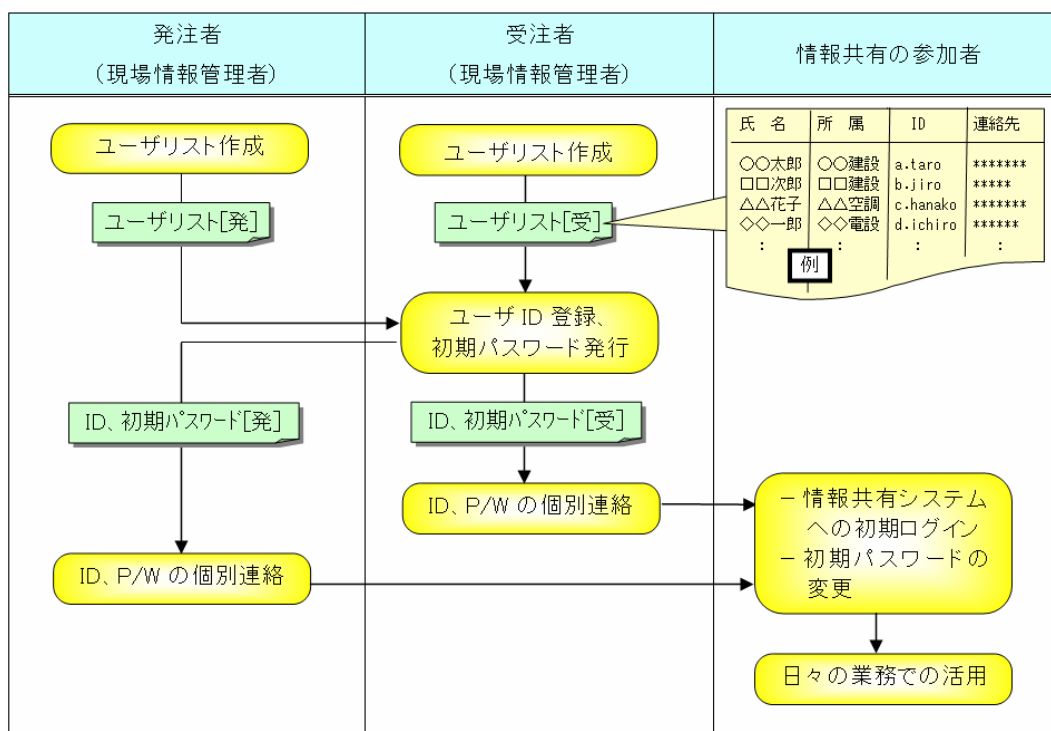 発注者
（現場情報管理者）
受注者
（現場情報管理者）
情報共有の参加者
ユーザリスト作成
ユーザリスト作成
氏 名 所 属 ID 連絡先
○○太郎 ○○建設 a.taro *******
□□次郎 □□建設 b.jiro *****
△△花子 △△空調 c.hanako *******
◇◇一郎 ◇◇電設 d.ichiro ******
： ： ： ：
例
ユーザリスト[発]
ユーザリスト[受]
ユーザ ID 登録、
初期パスワード発行
ID、初期パスワード[発]
ID、初期パスワード[受]
ID、P/W の個別連絡
－情報共有システム
への初期ログイン
－初期パスワードの
変更
ID、P/W の個別連絡
日々の業務での活用